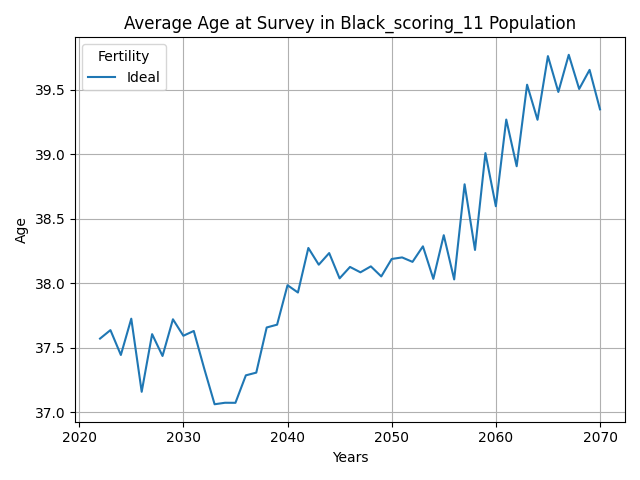 Average Age at Survey in Black_scoring_11 Population
Fertility
Ideal
39.5
39.0
38.5
38.0
37.5
37.0
Age
2020 2030 2040 2050 2060 2070
Years